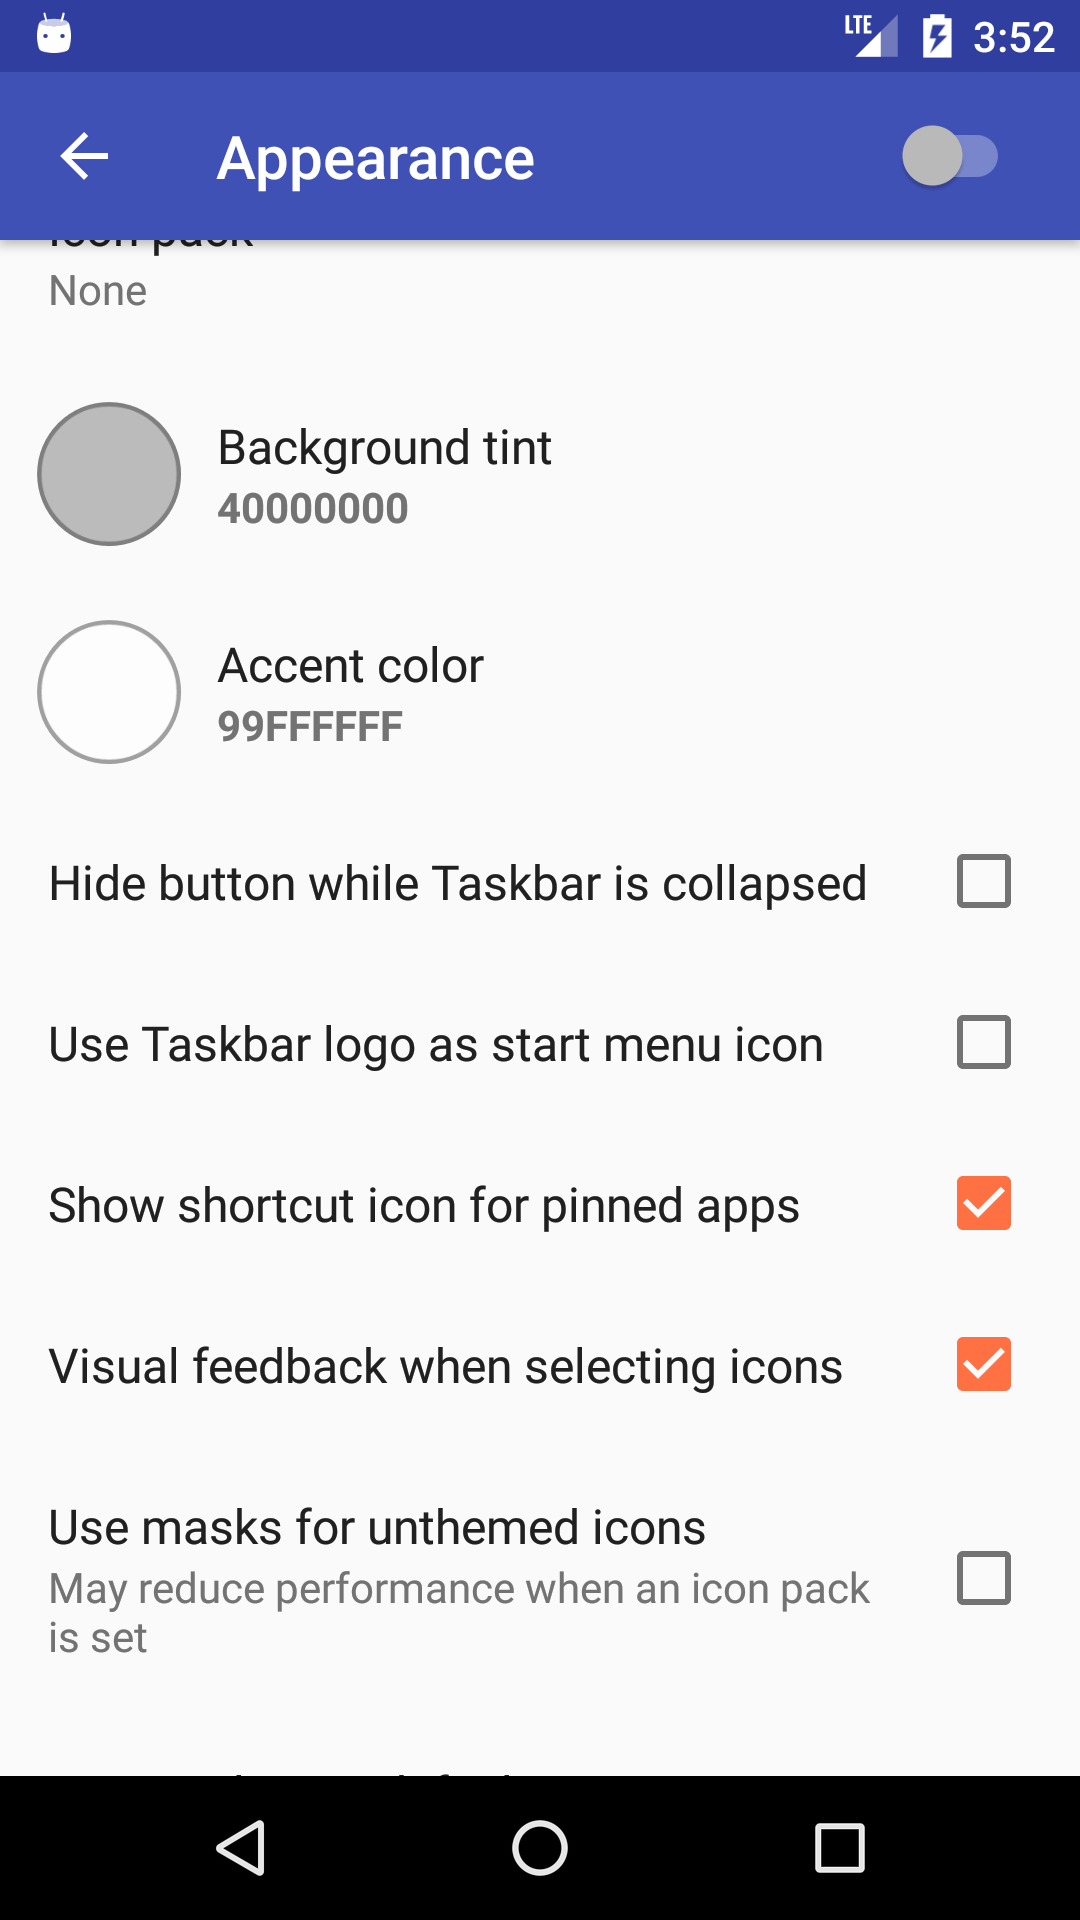 LTE 3:52
Appearance
Icon pack
None
Background tint
40000000
Accent color
99FFFFFF
Hide button while Taskbar is collapsed
Use Taskbar logo as start menu icon
Show shortcut icon for pinned apps
Visual feedback when selecting icons
Use masks for unthemed icons
May reduce performance when an icon pack
is set